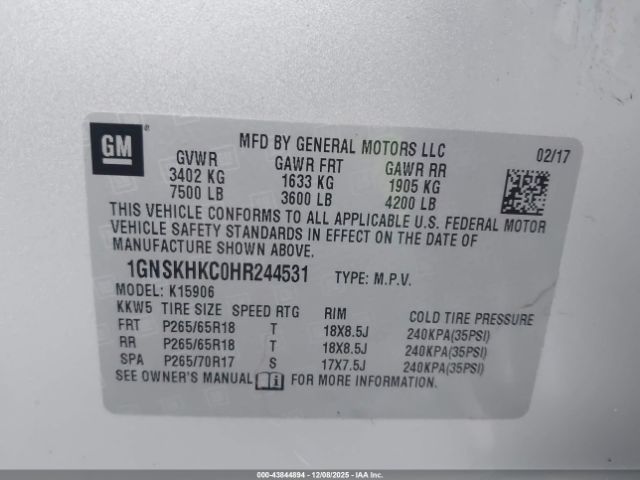 GM ®
MFD BY GENERAL MOTORS LLC 02/17
GVWR GAWR FRT GAWR RR
3402 KG 1633 KG 1905 KG
7500 LB 3600 LB 4200 LB
THIS VEHICLE CONFORMS TO ALL APPLICABLE U.S. FEDERAL MOTOR
VEHICLE SAFETY STANDARDS IN EFFECT ON THE DATE OF
MANUFACTURE SHOWN ABOVE.
1GNSKHKC0HR244531 TYPE: M.P.V.
MODEL: K15906
KKW5 TIRE SIZE SPEED RTG RIM COLD TIRE PRESSURE
FRT P265/65R18 T 18X8.5J 240KPA(35PSI)
RR P265/65R18 T 18X8.5J 240KPA(35PSI)
SPA P265/70R17 S 17X7.5J 240KPA(35PSI)
SEE OWNER'S MANUAL FOR MORE INFORMATION.
000-43844894 • 12/08/2025 - IAAI.COM • COPART